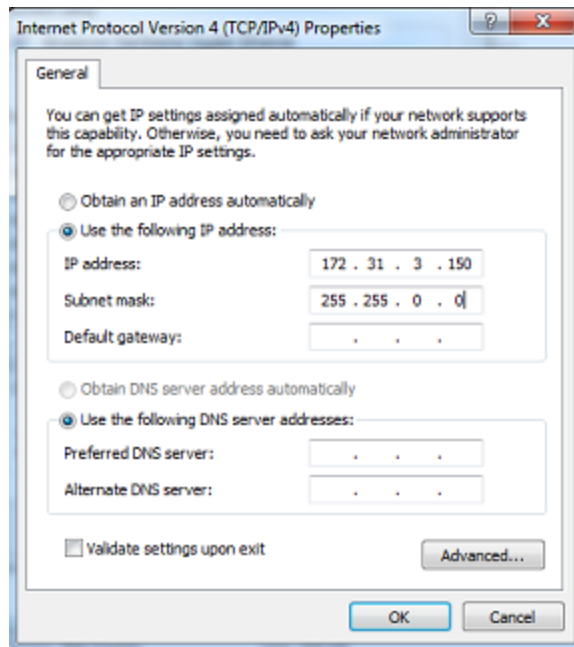 Internet Protocol Version 4 (TCP/IPv4) Properties
General
You can get IP settings assigned automatically if your network supports
this capability. Otherwise, you need to ask your network administrator
for the appropriate IP settings.
Obtain an IP address automatically
Use the following IP address:
IP address: 172 . 31 . 3 . 150
Subnet mask: 255 . 255 . 0 . 0
Default gateway: . . .
Obtain DNS server address automatically
Use the following DNS server addresses:
Preferred DNS server: . . .
Alternate DNS server: . . .
Validate settings upon exit
Advanced...
OK Cancel